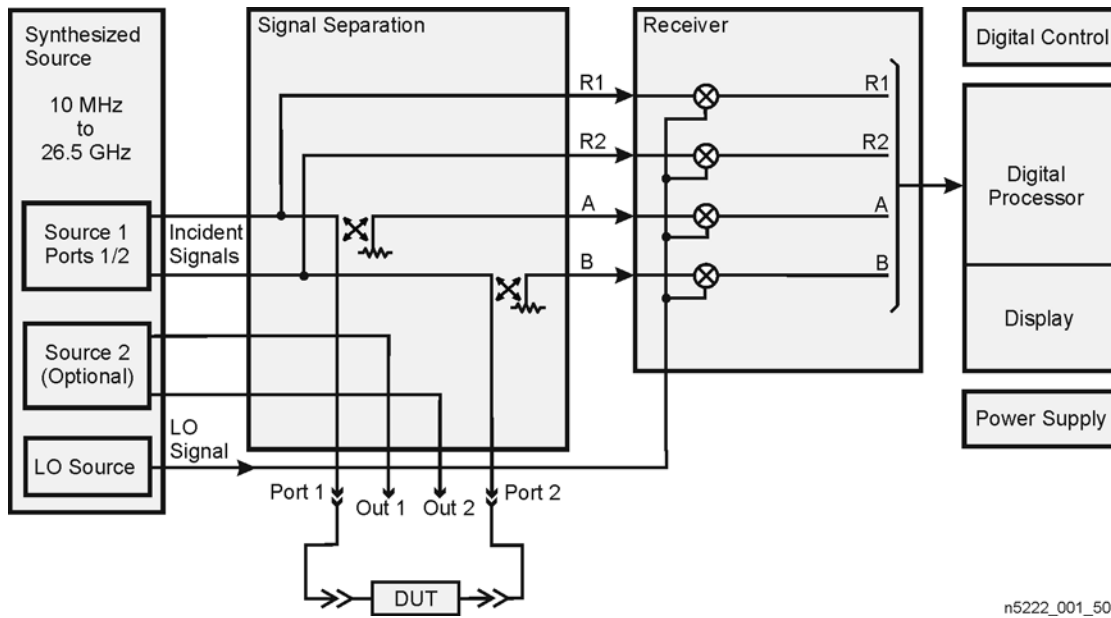 Synthesized
Source
10 MHz
to
26.5 GHz
Source 1
Ports 1/2
Source 2
(Optional)
LO Source
Incident
Signals
LO
Signal
Signal Separation
R1
R2
A
B
Port 1
Out 1
Out 2
Port 2
DUT
Receiver
R1
R2
A
B
Digital Control
Digital
Processor
Display
Power Supply
n5222_001_50